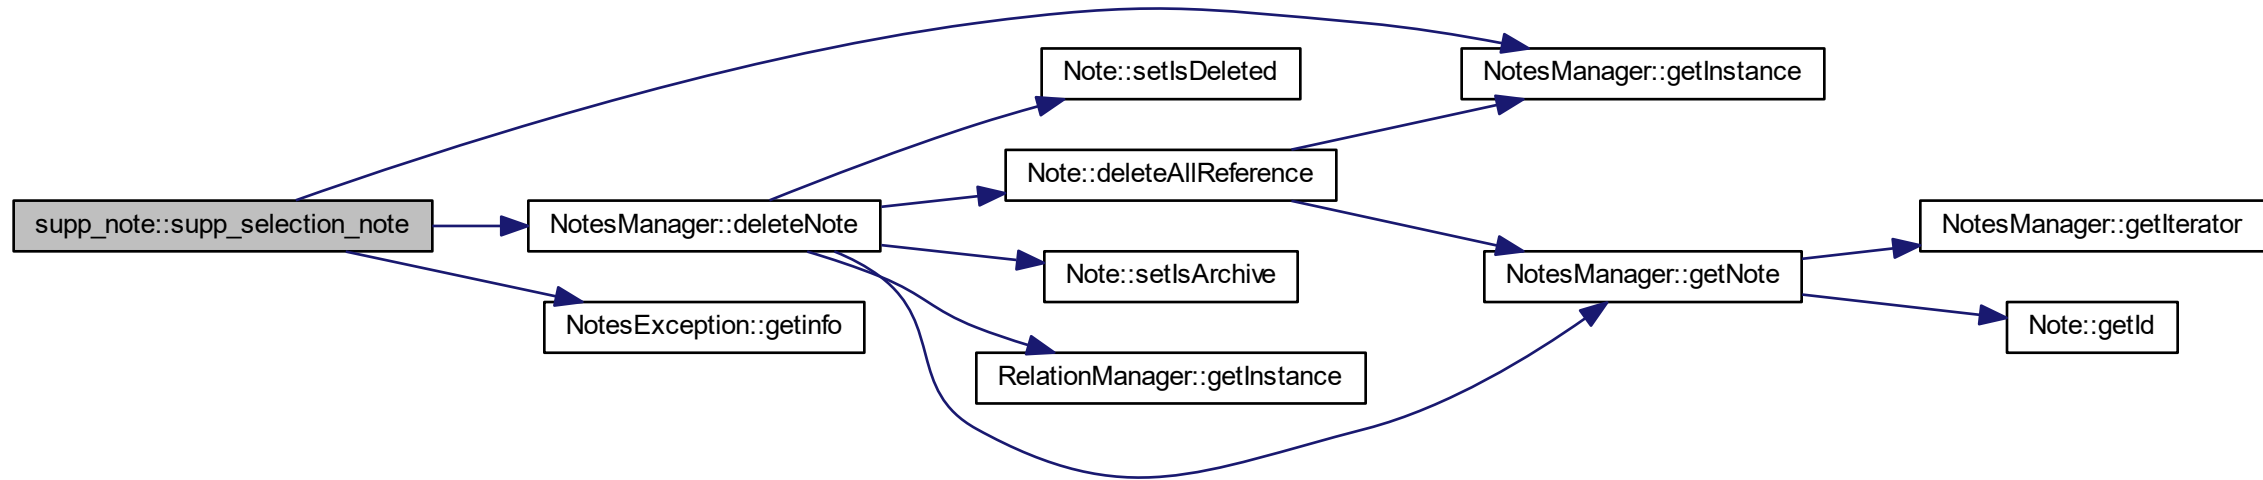 supp_note::supp_selection_note
NotesManager::deleteNote
NotesException::getinfo
Note::setIsDeleted
Note::deleteAllReference
Note::setIsArchive
RelationManager::getInstance
NotesManager::getInstance
NotesManager::getNote
NotesManager::getIterator
Note::getId